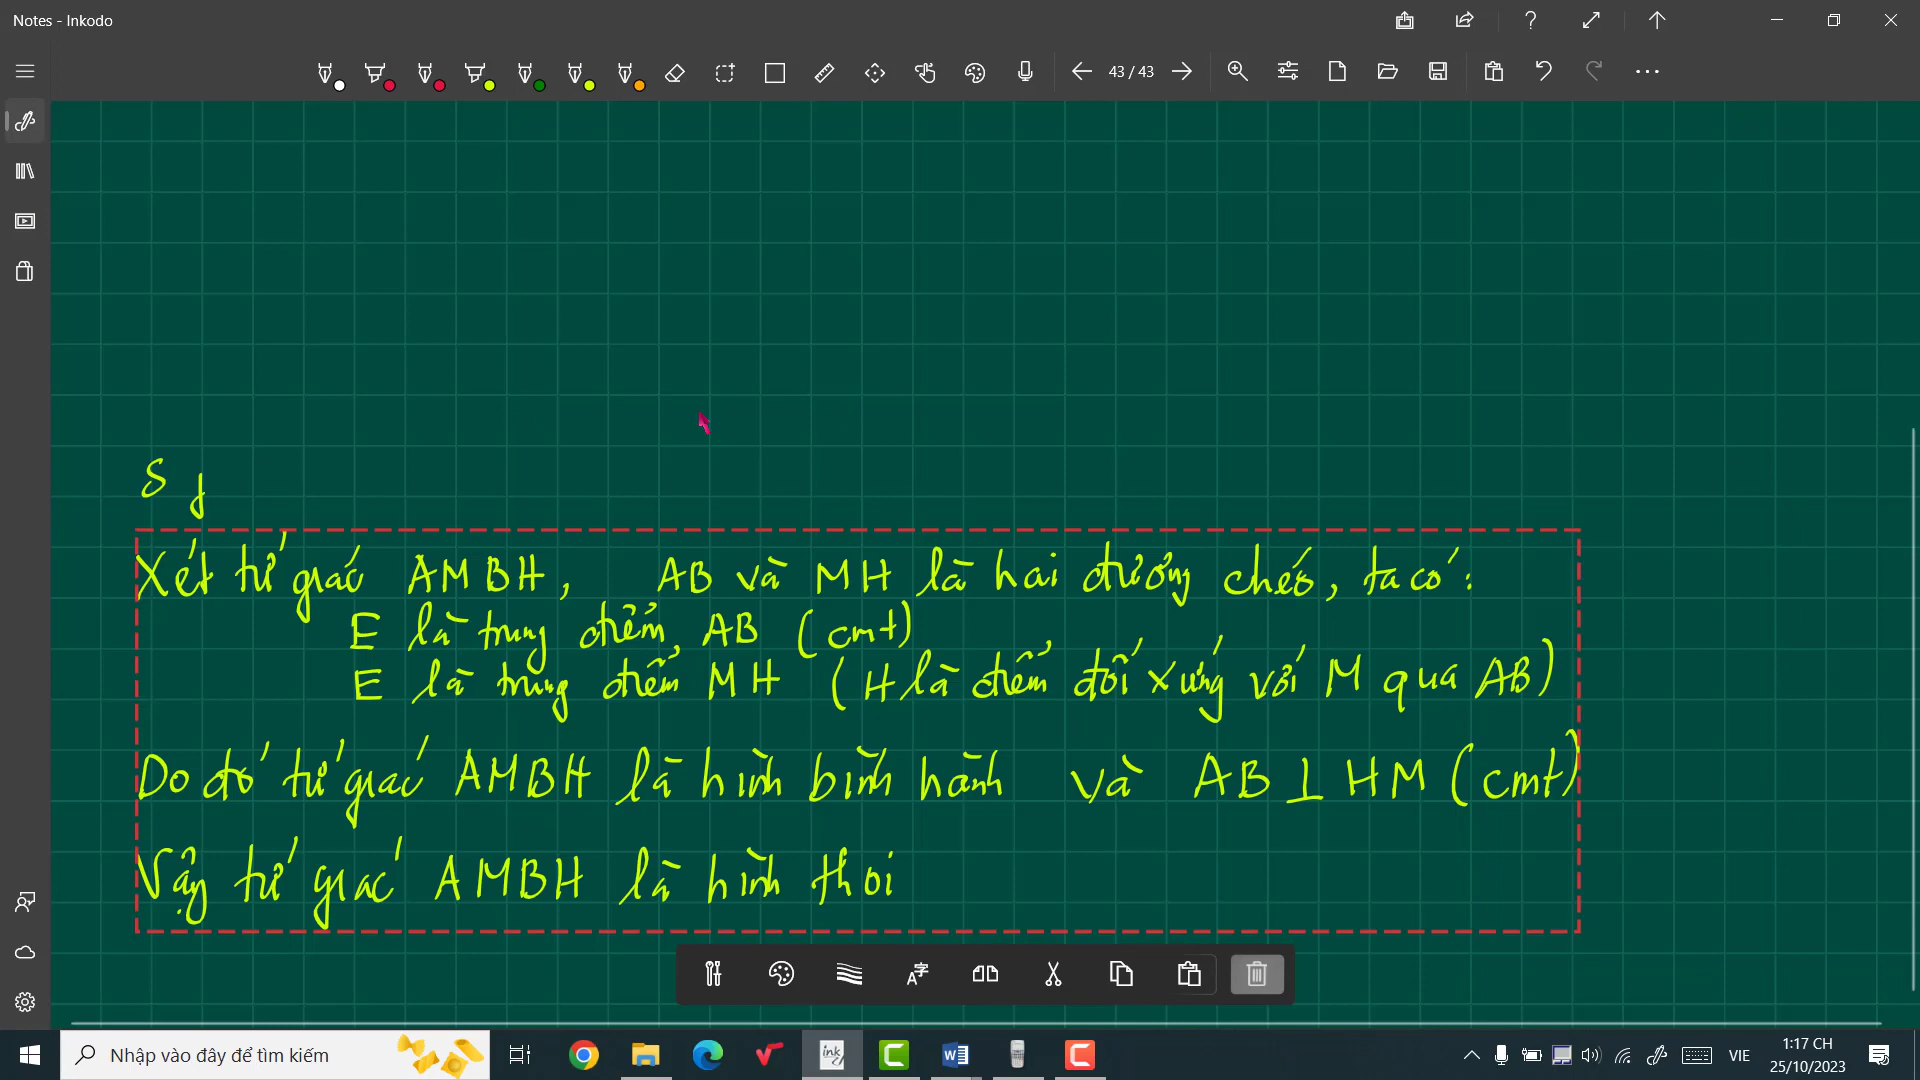 Notes - Inkodo
43 / 43
Xét tứ giác AMBH, AB và MH là hai đường chéo, ta có:
E là trung điểm AB (cmt)
E là trung điểm MH (H là điểm đối xứng với M qua AB)
Do đó tứ giác AMBH là hình bình hành và AB ⊥ HM (cmt)
Vậy tứ giác AMBH là hình thoi
Nhập vào đây để tìm kiếm
VIE
1:17 CH
25/10/2023